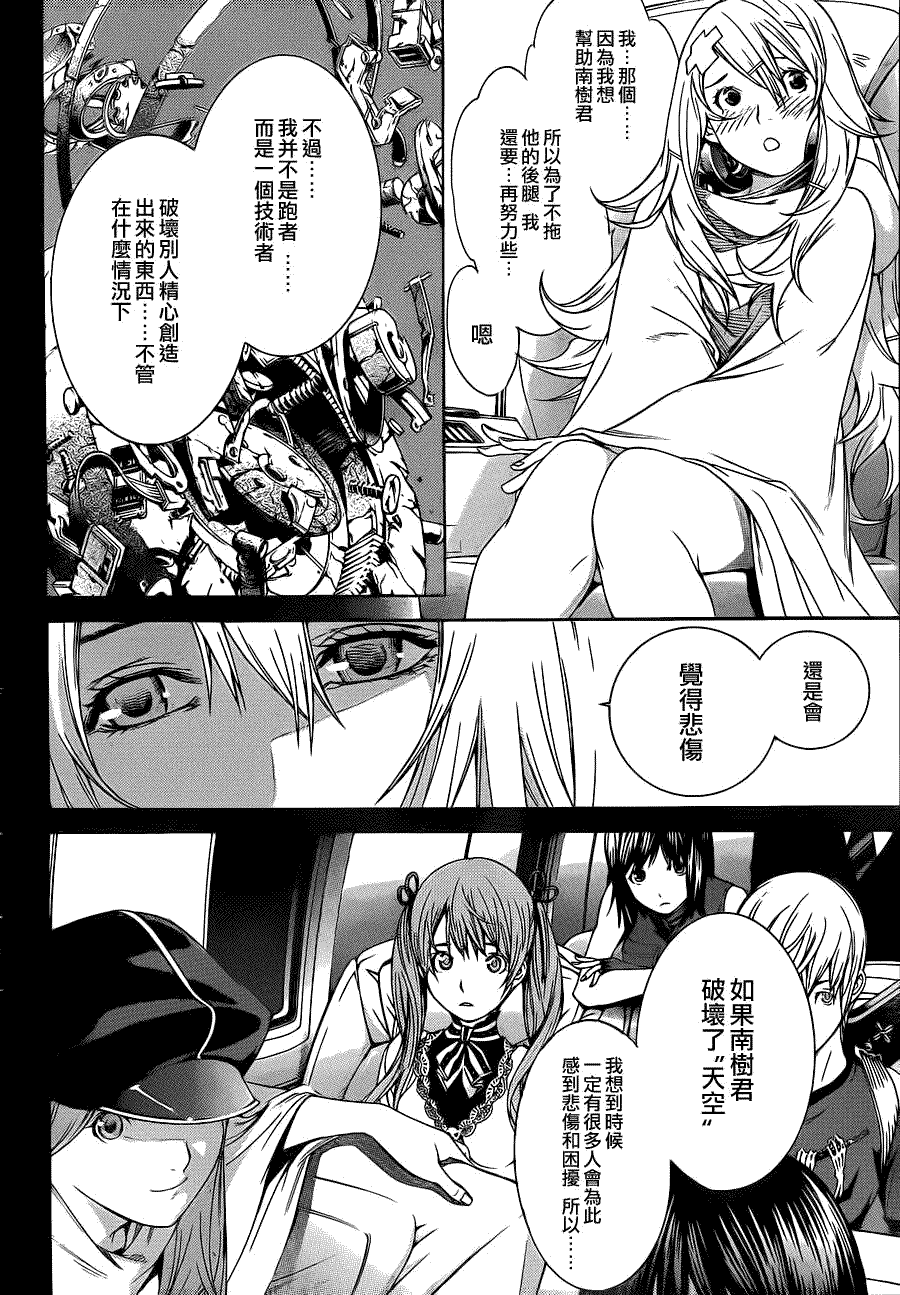 我…那個……
因為我想
幫助南樹君
所以為了不拖
他的後腿 我
還要…再努力些…
嗯
不過……
我并不是跑者……
而是一個技術者
破壞別人精心創造
出來的東西……不管
在什麼情況下
還是會
覺得悲傷
如果南樹君
破壞了"天空"
我想到時候
一定有很多人會為此
感到悲傷和困擾 所以……